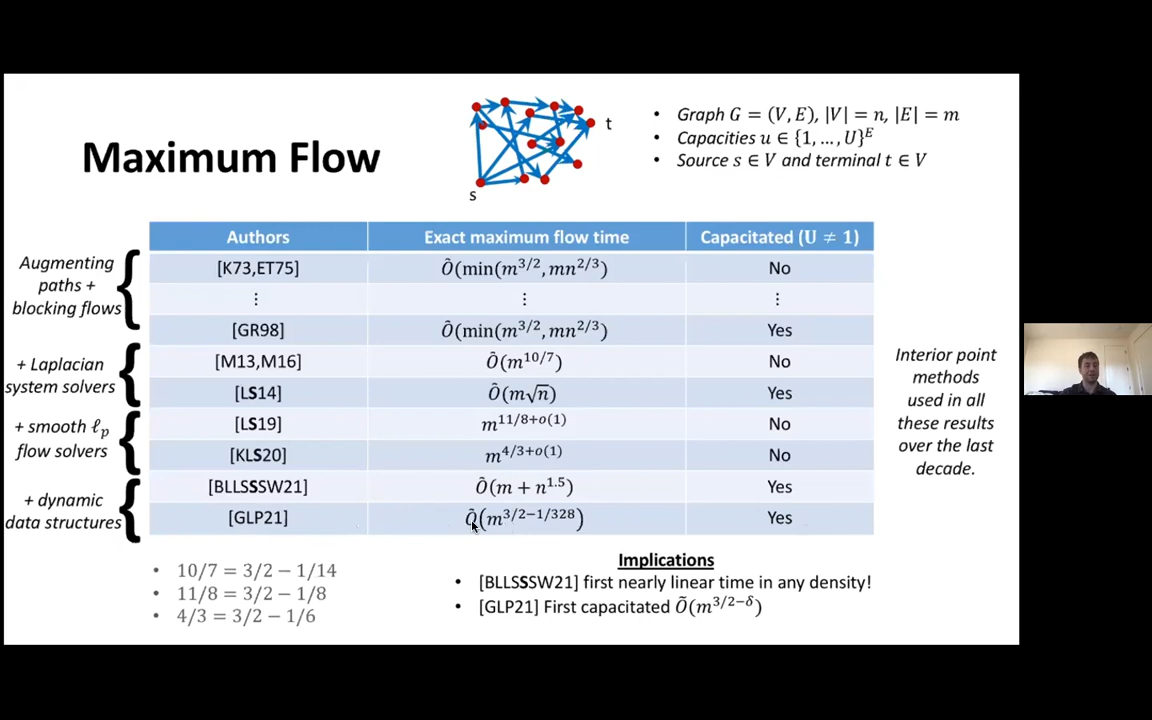 Maximum Flow
s
t
• Graph G = (V, E), |V| = n, |E| = m
• Capacities u ∈ {1, … , U}^E
• Source s ∈ V and terminal t ∈ V
Authors Exact maximum flow time Capacitated (U ≠ 1)
[K73,ET75] Õ(min(m^{3/2}, mn^{2/3}) No
⋮ ⋮ ⋮
[GR98] Õ(min(m^{3/2}, mn^{2/3}) Yes
[M13,M16] Õ(m^{10/7}) No
[LS14] Õ(m√n) Yes
[LS19] m^{11/8+o(1)} No
[KLS20] m^{4/3+o(1)} No
[BLLSSSW21] Õ(m + n^{1.5}) Yes
[GLP21] Õ(m^{3/2−1/328}) Yes
Augmenting
paths +
blocking flows
+ Laplacian
system solvers
+ smooth ℓ_p
flow solvers
+ dynamic
data structures
Interior point
methods
used in all
these results
over the last
decade.
• 10/7 = 3/2 − 1/14
• 11/8 = 3/2 − 1/8
• 4/3 = 3/2 − 1/6
Implications
• [BLLSSSW21] first nearly linear time in any density!
• [GLP21] First capacitated Õ(m^{3/2−δ})